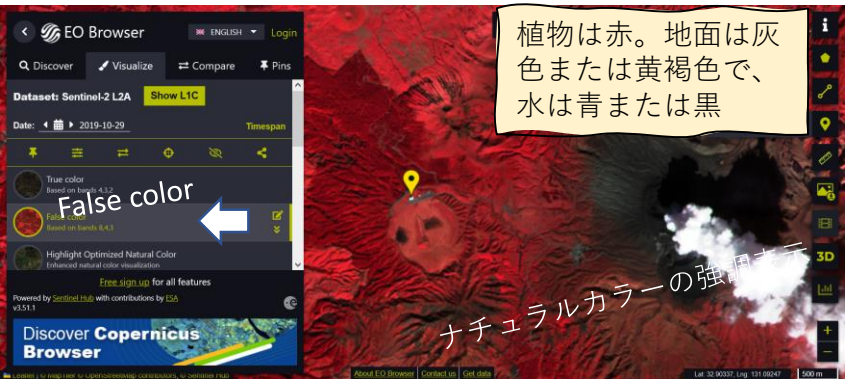 EO Browser
ENGLISH
Login
Discover
Visualize
Compare
Pins
Dataset: Sentinel-2 L2A
Show L1C
Date:
2019-10-29
Timespan
True color
Based on bands 4,3,2
False color
False color
Based on bands 8,4,3
Highlight Optimized Natural Color
Enhanced natural color visualization
Free sign up for all features
Powered by Sentinel Hub with contributions by ESA
v3.51.1
Discover Copernicus
Browser
植物は赤。地面は灰
色または黄褐色で、
水は青または黒
ナチュラルカラーの強調表示
3D
Leaflet | © MapTiler © OpenStreetMap contributors, © Sentinel Hub
About EO Browser
Contact us
Get data
Lat: 32.90337, Lng: 131.09247
500 m